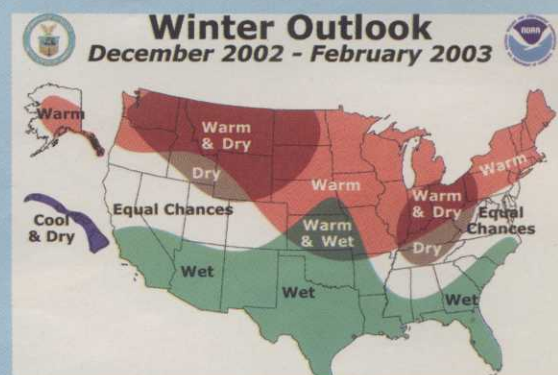 Winter Outlook
December 2002 - February 2003
NOAA
Warm
Warm
& Dry
Dry
Warm
Warm
Warm
& Dry
Cool
& Dry
Equal Chances
Warm
& Wet
Equal
Chances
Dry
Wet
Wet
Wet